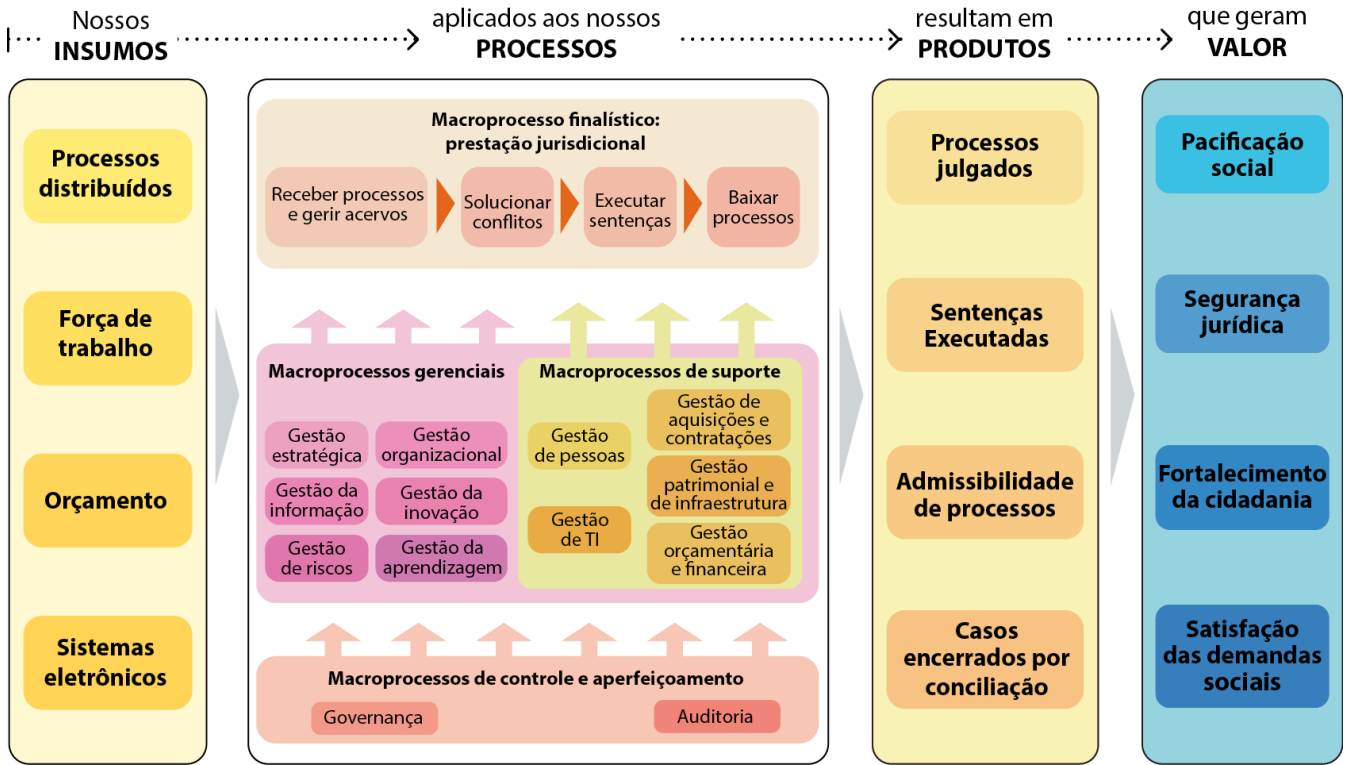 Nossos
INSUMOS
aplicados aos nossos
PROCESSOS
resultam em
PRODUTOS
que geram
VALOR
Processos
distribuídos
Força de
trabalho
Orçamento
Sistemas
eletrônicos
Macroprocesso finalístico:
prestação jurisdicional
Receber processos
e gerir acervos
Solucionar
conflitos
Executar
sentenças
Baixar
processos
Macroprocessos gerenciais
Gestão
estratégica
Gestão
organizacional
Gestão da
informação
Gestão da
inovação
Gestão
de riscos
Gestão da
aprendizagem
Macroprocessos de suporte
Gestão
de pessoas
Gestão
de TI
Gestão de
aquisições e
contratações
Gestão
patrimonial e
de infraestrutura
Gestão
orçamentária
e financeira
Macroprocessos de controle e aperfeiçoamento
Governança
Auditoria
Processos
julgados
Sentenças
Executadas
Admissibilidade
de processos
Casos
encerrados por
conciliação
Pacificação
social
Segurança
jurídica
Fortalecimento
da cidadania
Satisfação
das demandas
sociais